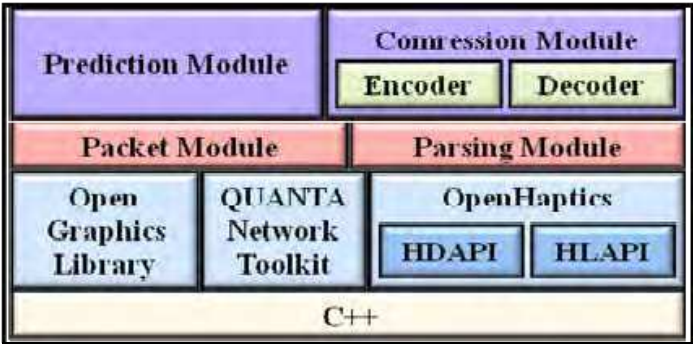 Prediction Module
Comression Module
Encoder
Decoder
Packet Module
Parsing Module
Open
Graphics
Library
QUANTA
Network
Toolkit
OpenHaptics
HDAPI
HLAPI
C++